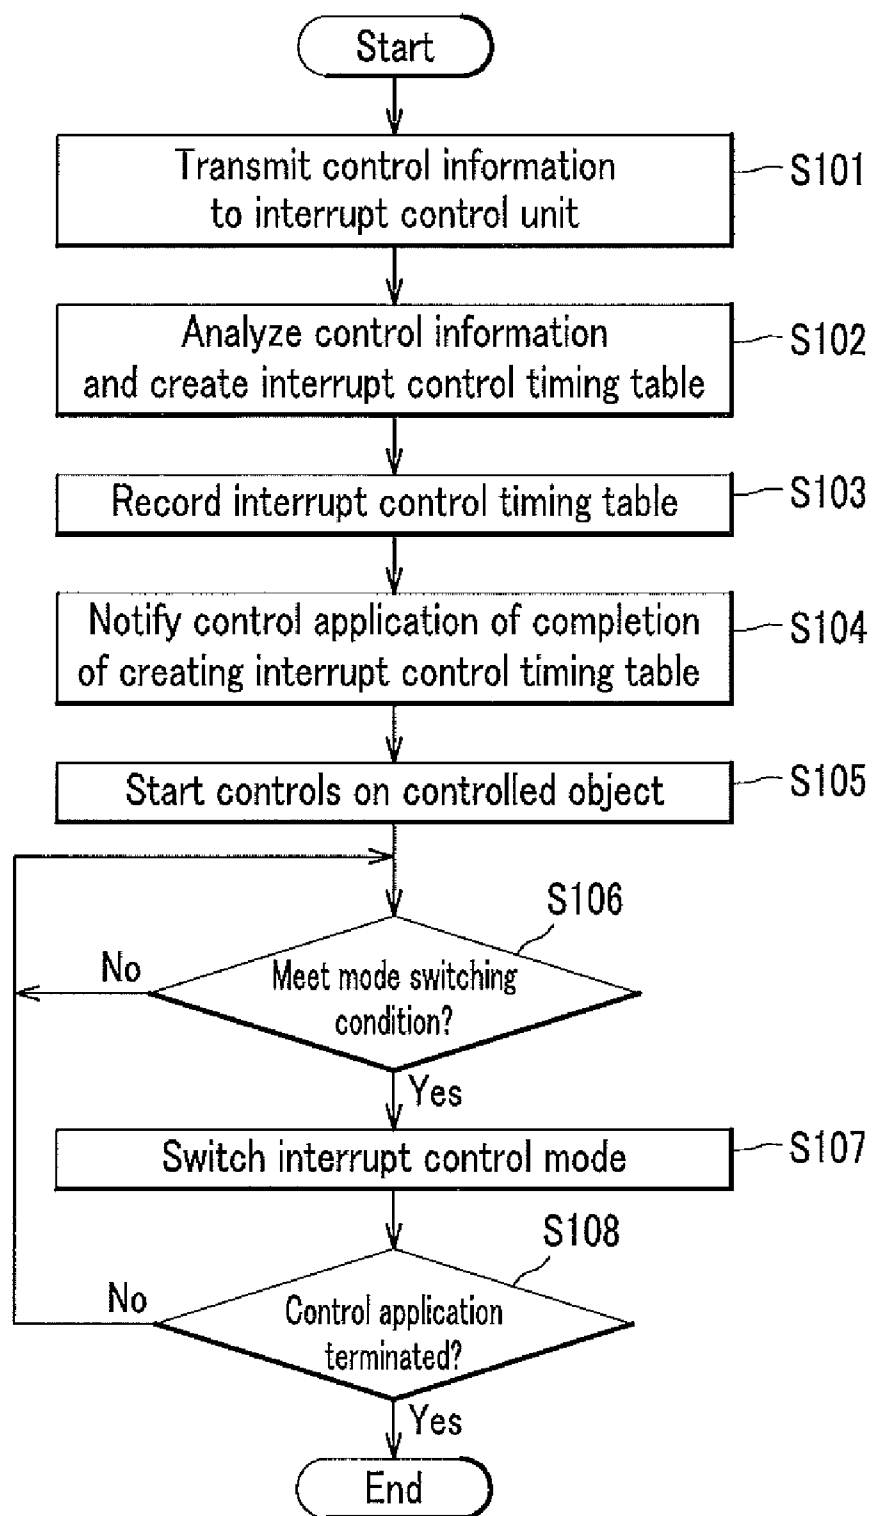 Start
Transmit control information
to interrupt control unit
S101
Analyze control information
and create interrupt control timing table
S102
Record interrupt control timing table
S103
Notify control application of completion
of creating interrupt control timing table
S104
Start controls on controlled object
S105
S106
Meet mode switching
condition?
No
Yes
Switch interrupt control mode
S107
S108
Control application
terminated?
No
Yes
End